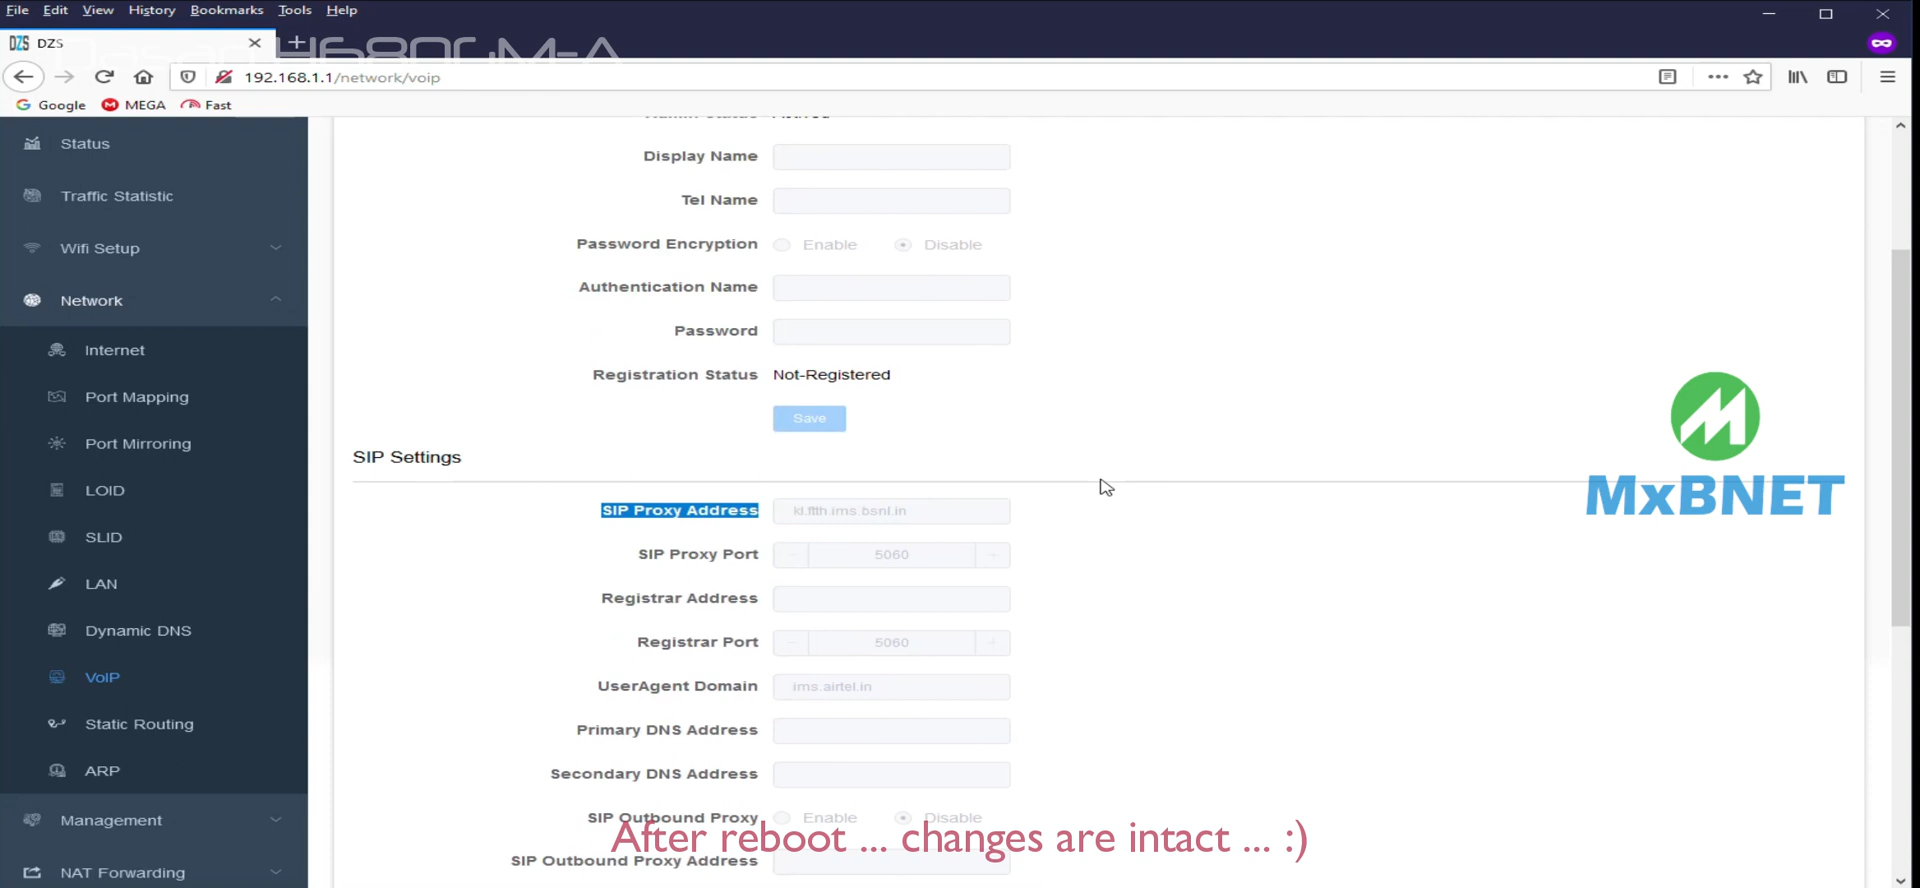 File Edit View History Bookmarks Tools Help
DZS
192.168.1.1/network/voip
Google MEGA Fast
Status
Traffic Statistic
Wifi Setup
Network
Internet
Port Mapping
Port Mirroring
LOID
SLID
LAN
Dynamic DNS
VoIP
Static Routing
ARP
Management
NAT Forwarding
Display Name
Tel Name
Password Encryption Enable Disable
Authentication Name
Password
Registration Status Not-Registered
Save
SIP Settings
SIP Proxy Address kl.ftth.ims.bsnl.in
SIP Proxy Port - 5060 +
Registrar Address
Registrar Port - 5060 +
UserAgent Domain ims.airtel.in
Primary DNS Address
Secondary DNS Address
SIP Outbound Proxy Enable Disable
SIP Outbound Proxy Address
MxBNET
After reboot ... changes are intact ... :)